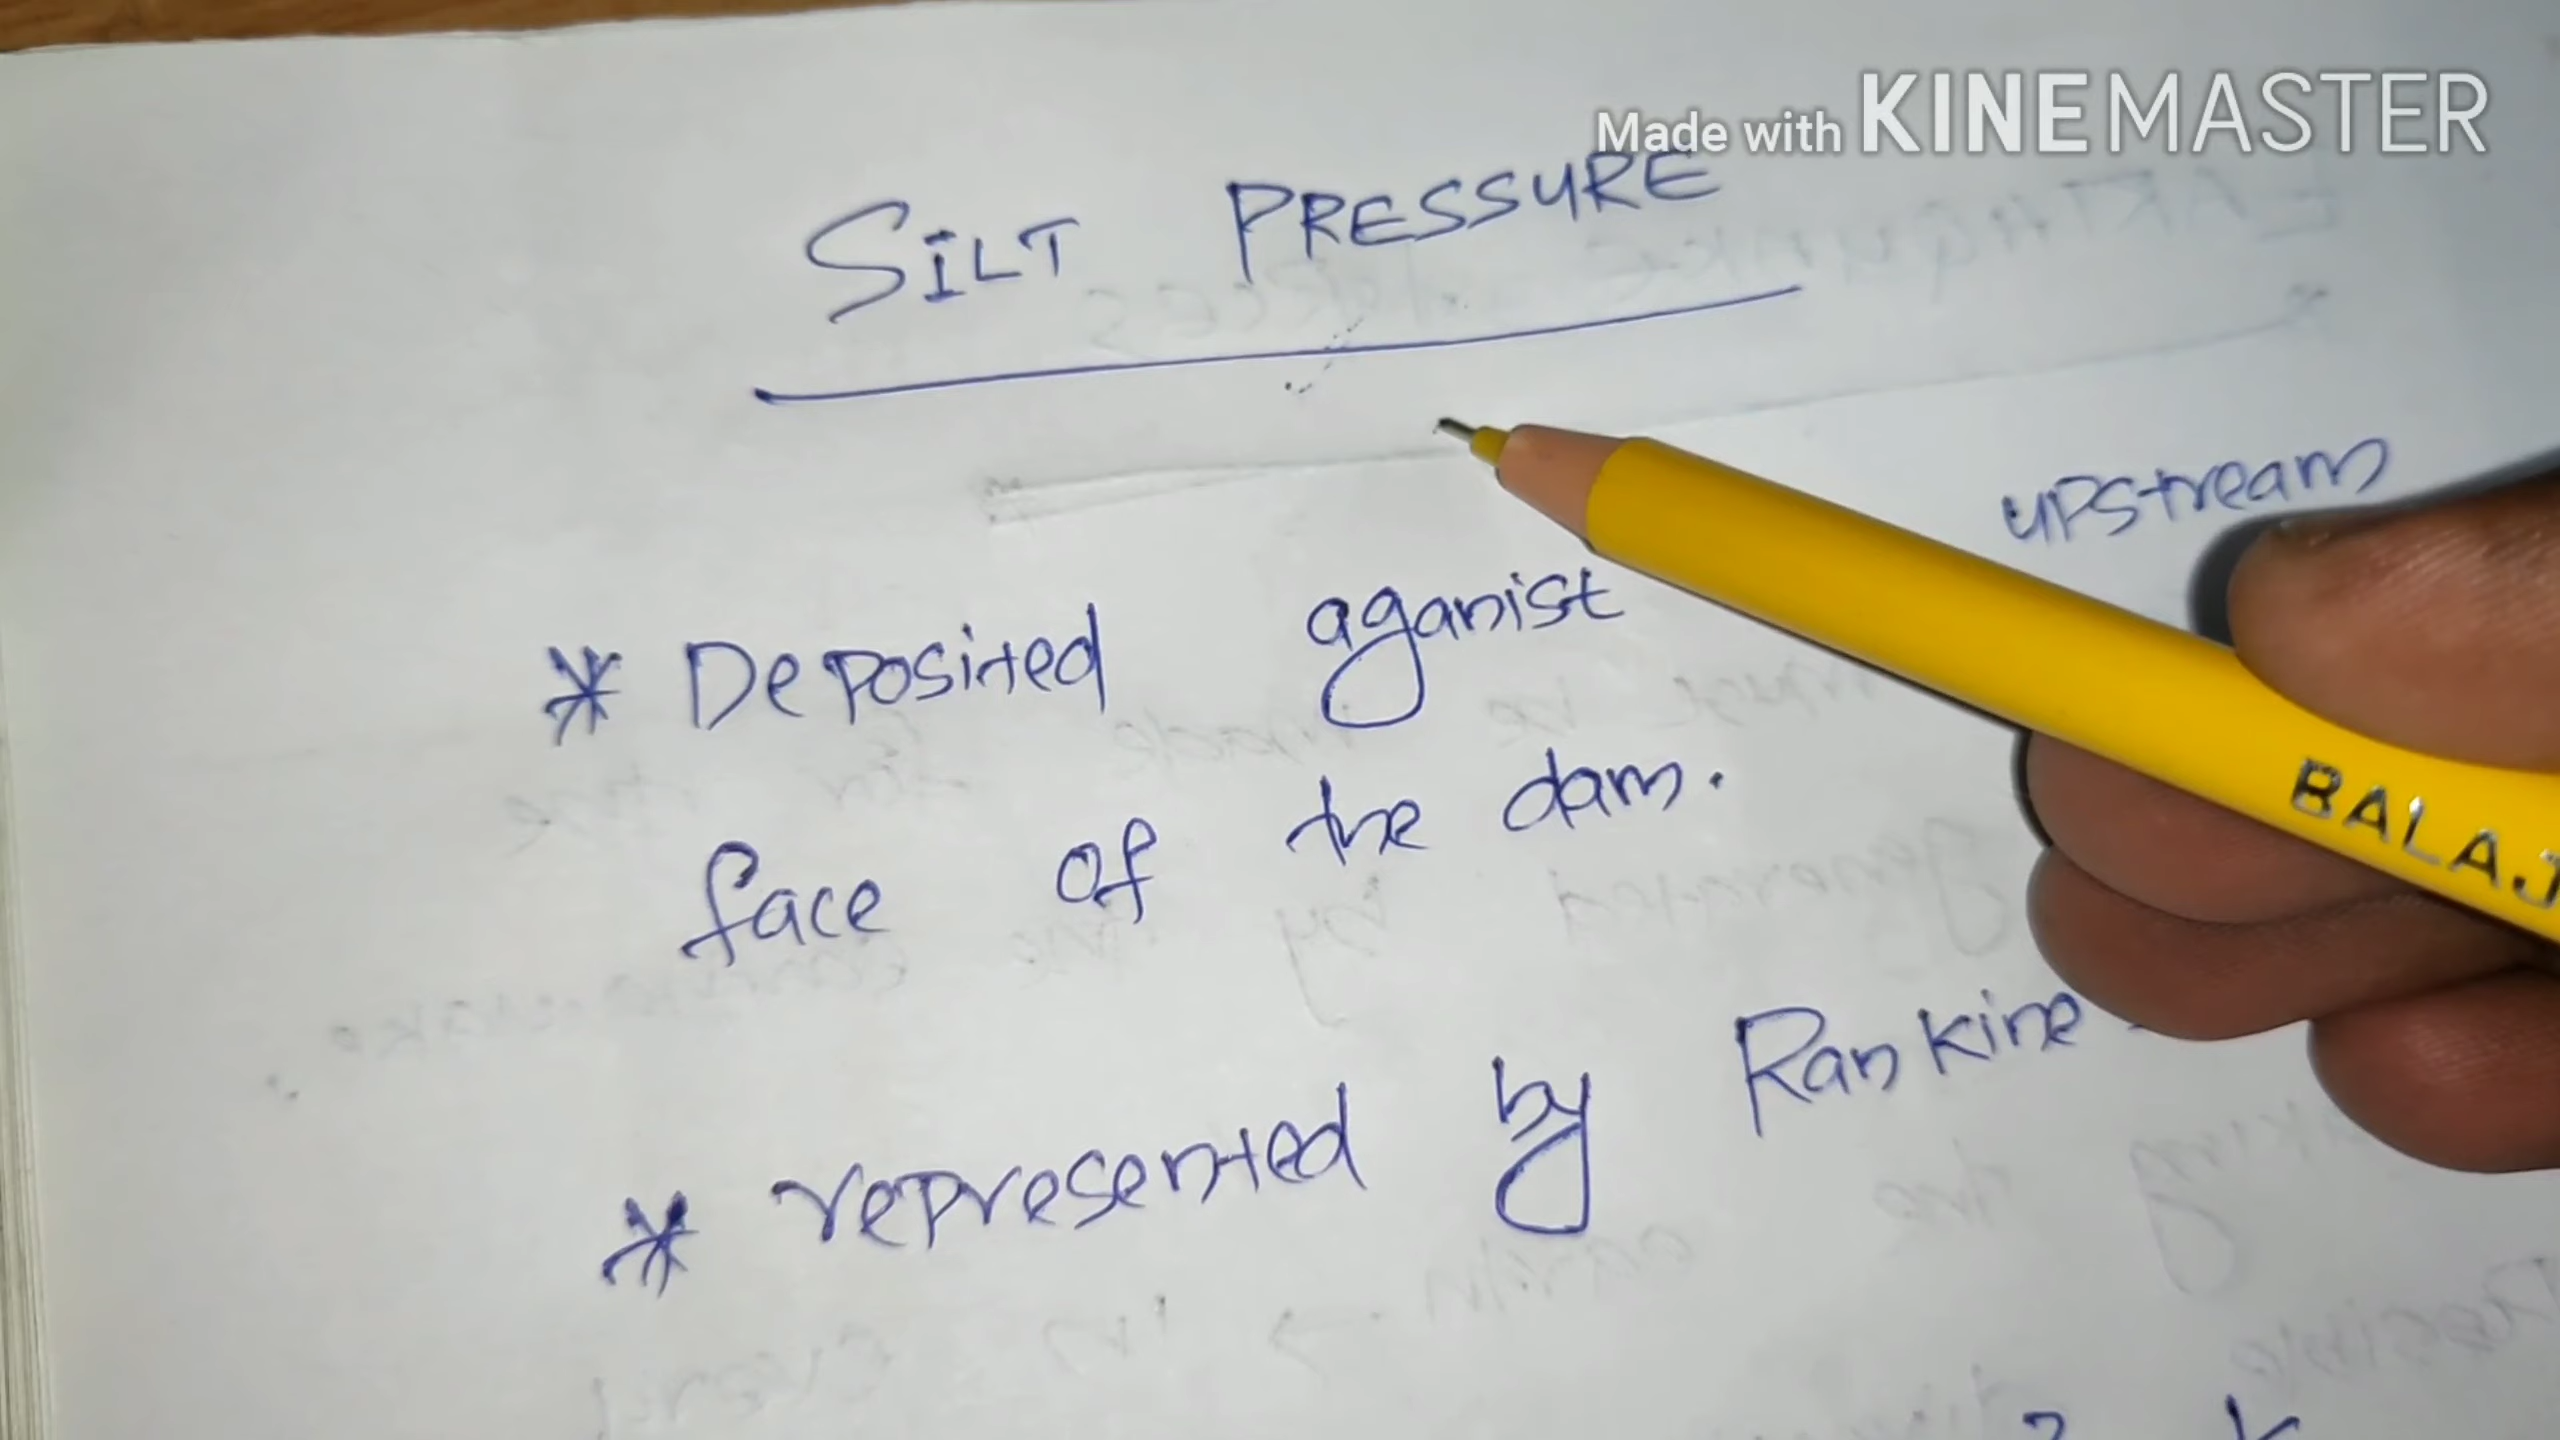 Made with KINEMASTER
SILT PRESSURE
* Deposited aganist upstream
face of the dam.
* represented by Rankine
BALAJ